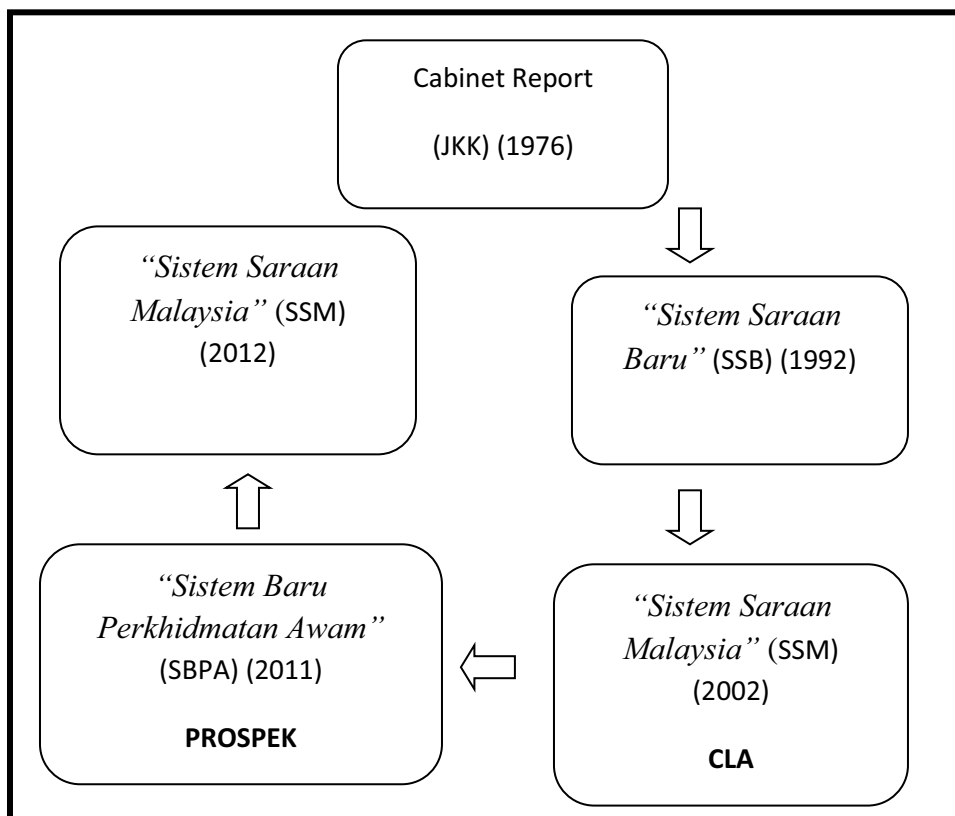 Cabinet Report
(JKK) (1976)
“Sistem Saraan
Baru” (SSB) (1992)
“Sistem Saraan
Malaysia” (SSM)
(2002)
CLA
“Sistem Baru
Perkhidmatan Awam”
(SBPA) (2011)
PROSPEK
“Sistem Saraan
Malaysia” (SSM)
(2012)